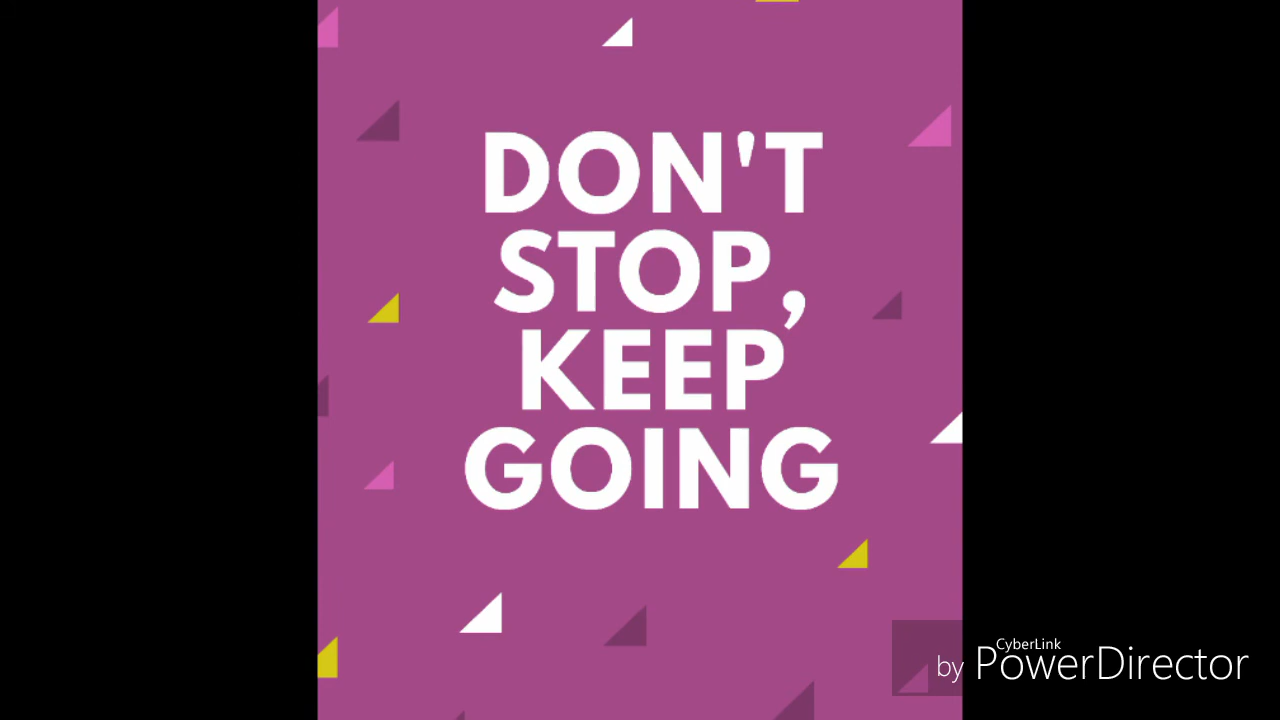 DON'T
STOP,
KEEP
GOING
CyberLink
by PowerDirector